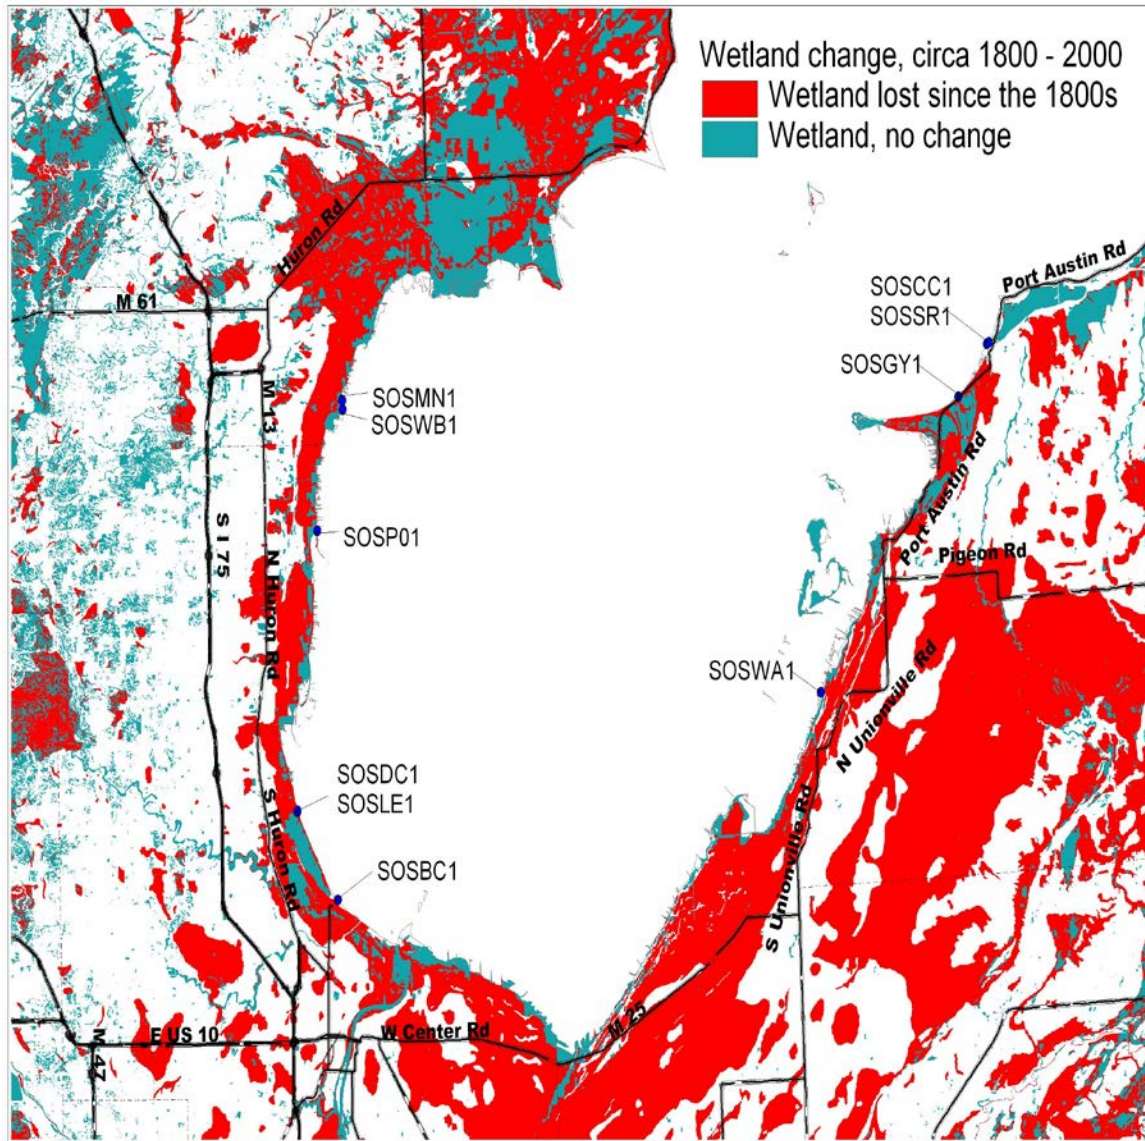 Wetland change, circa 1800 - 2000
Wetland lost since the 1800s
Wetland, no change
Huron Rd
Port Austin Rd
SOSCC1
SOSSR1
M 61
SOSGY1
M 13
SOSMN1
SOSWB1
Port Austin Rd
S I 75
SOSP01
Pigeon Rd
N Huron Rd
SOSWA1
N Unionville Rd
SOSDC1
SOSLE1
S Huron Rd
S Unionville Rd
SOSBC1
M 25
E US 10
W Center Rd
N 47